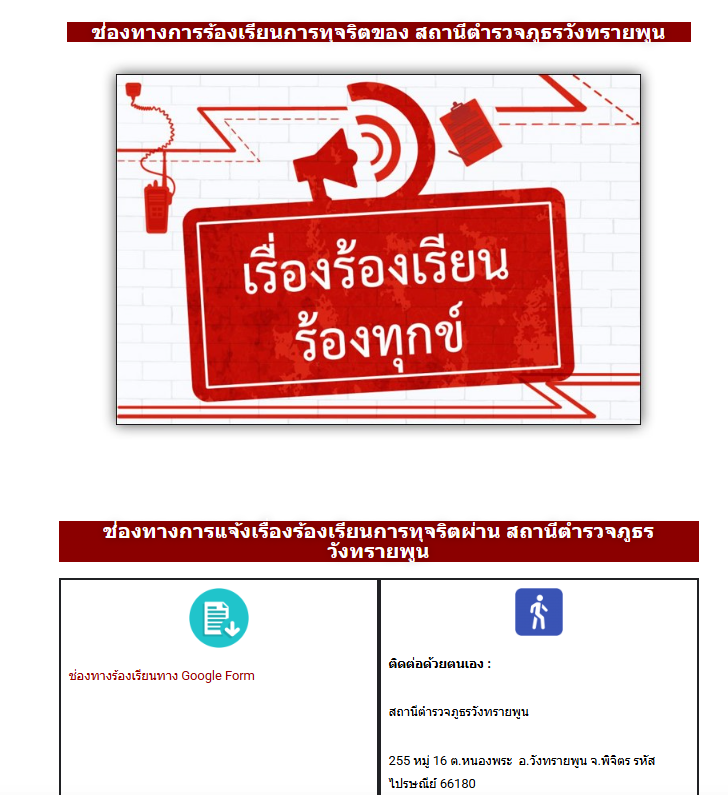 ช่องทางการร้องเรียนการทุจริตของ สถานีตำรวจภูธรวังทรายพูน
เรื่องร้องเรียน
ร้องทุกข์
ช่องทางการแจ้งเรื่องร้องเรียนการทุจริตผ่าน สถานีตำรวจภูธร
วังทรายพูน
ช่องทางร้องเรียนทาง Google Form
ติดต่อด้วยตนเอง :
สถานีตำรวจภูธรวังทรายพูน
255 หมู่ 16 ต.หนองพระ อ.วังทรายพูน จ.พิจิตร รหัส
ไปรษณีย์ 66180